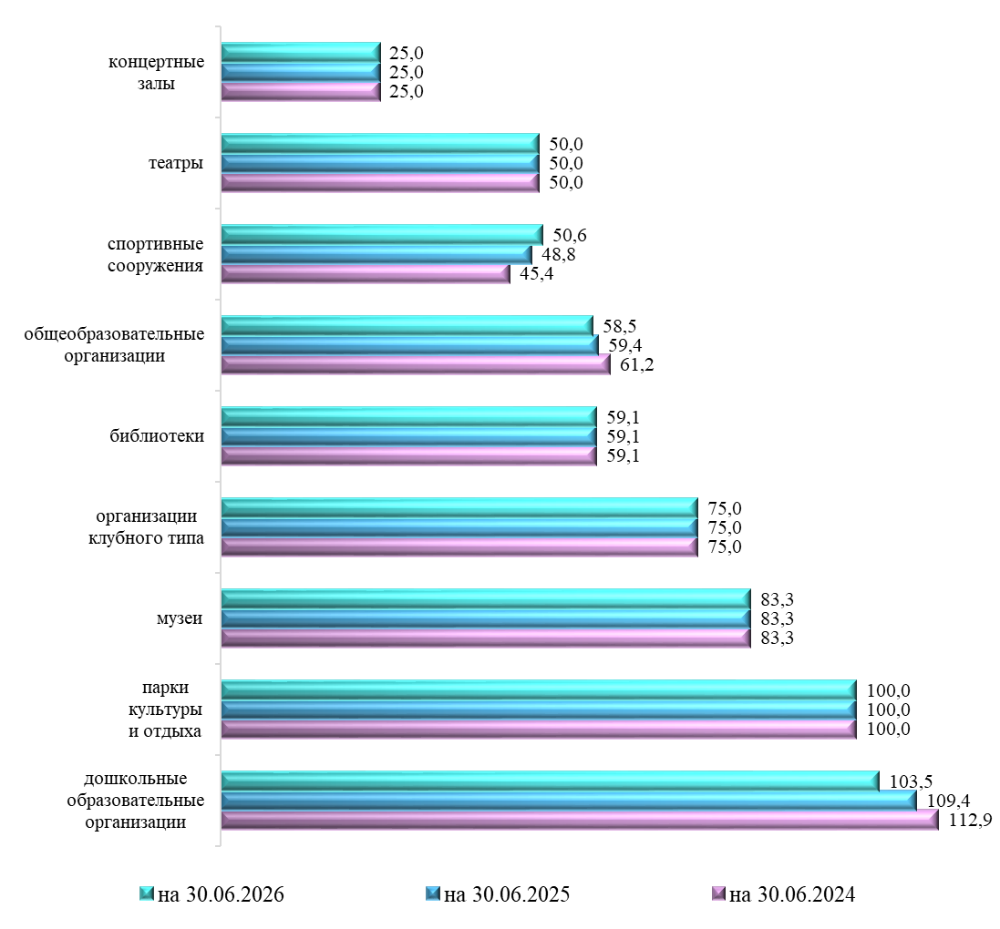 концертные
залы
25,0
25,0
25,0
театры
50,0
50,0
50,0
спортивные
сооружения
50,6
48,8
45,4
общеобразовательные
организации
58,5
59,4
61,2
библиотеки
59,1
59,1
59,1
организации
клубного типа
75,0
75,0
75,0
музеи
83,3
83,3
83,3
парки
культуры
и отдыха
100,0
100,0
100,0
дошкольные
образовательные
организации
103,5
109,4
112,9
на 30.06.2026 на 30.06.2025 на 30.06.2024